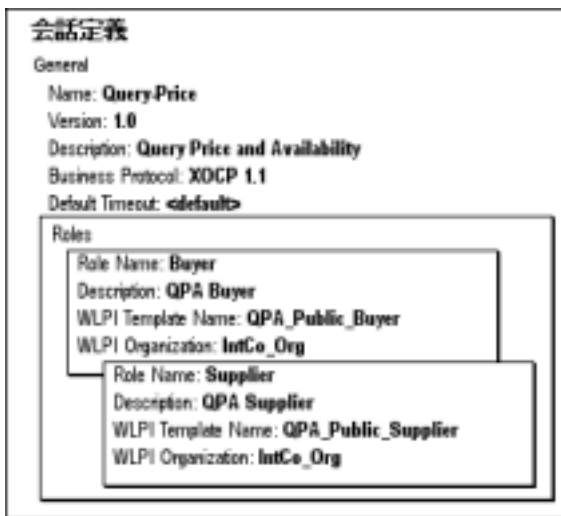 会話定義
General
Name: Query-Price
Version: 1.0
Description: Query Price and Availability
Business Protocol: XOCP 1.1
Default Timeout: <default>
Roles
Role Name: Buyer
Description: QPA Buyer
WLPI Template Name: QPA_Public_Buyer
WLPI Organization: IntCo_Org
Role Name: Supplier
Description: QPA Supplier
WLPI Template Name: QPA_Public_Supplier
WLPI Organization: IntCo_Org